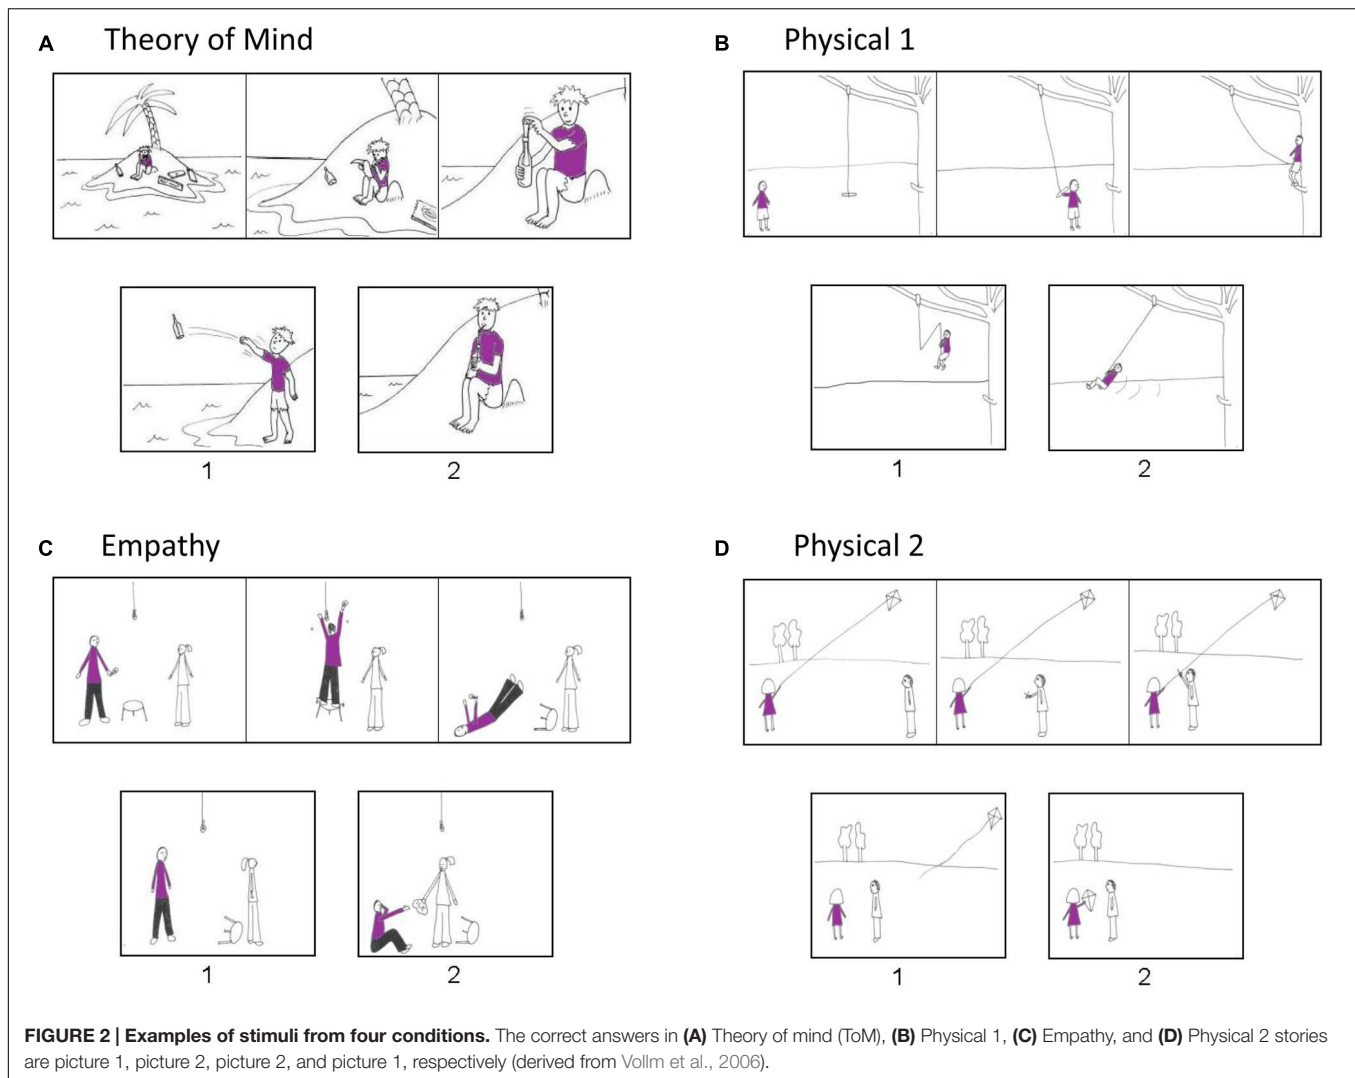 A Theory of Mind
B Physical 1
1
2
1
2
C Empathy
D Physical 2
1
2
1
2
FIGURE 2 | Examples of stimuli from four conditions. The correct answers in (A) Theory of mind (ToM), (B) Physical 1, (C) Empathy, and (D) Physical 2 stories
are picture 1, picture 2, picture 2, and picture 1, respectively (derived from Vollm et al., 2006).